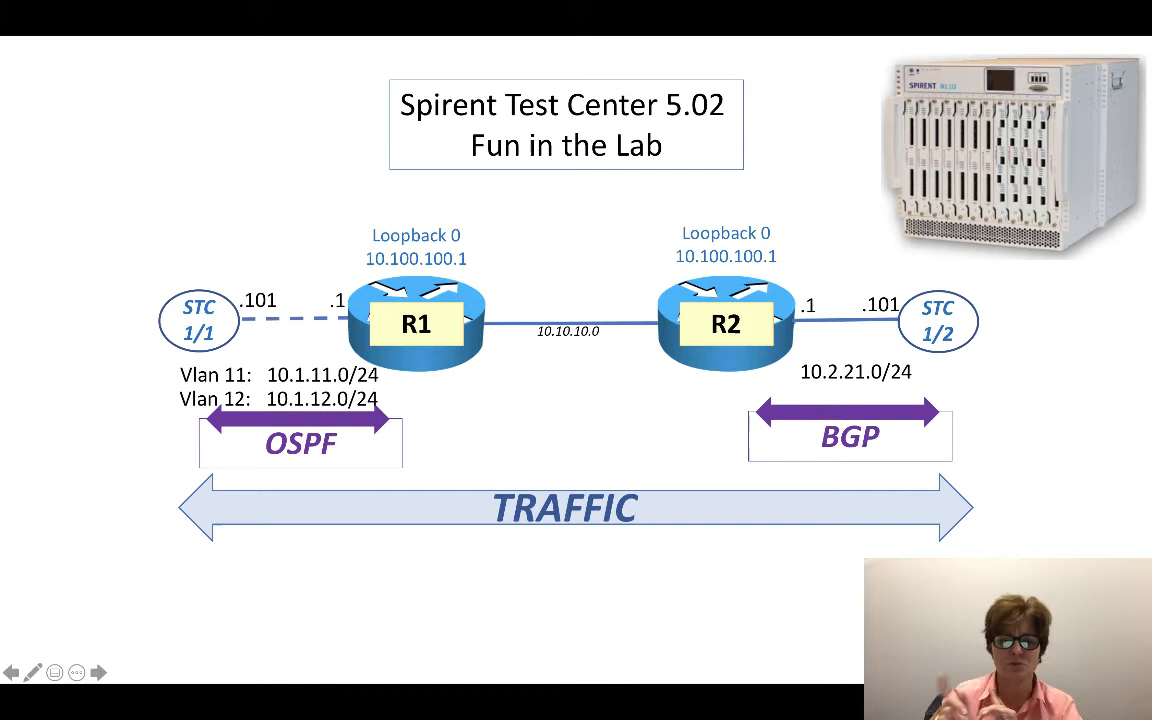 Spirent Test Center 5.02
Fun in the Lab
SPIRENT N11U
Loopback 0
10.100.100.1
Loopback 0
10.100.100.1
STC
1/1
.101
.1
R1
10.10.10.0
R2
.1
.101
STC
1/2
Vlan 11: 10.1.11.0/24
Vlan 12: 10.1.12.0/24
10.2.21.0/24
OSPF
BGP
TRAFFIC